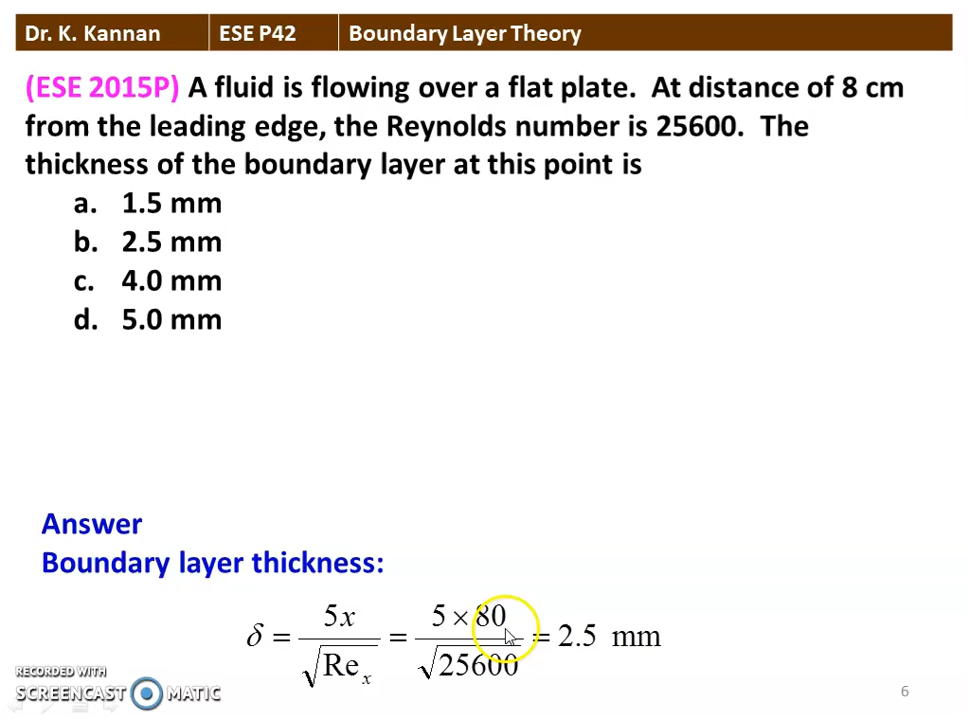 Dr. K. Kannan ESE P42 Boundary Layer Theory
(ESE 2015P) A fluid is flowing over a flat plate. At distance of 8 cm
from the leading edge, the Reynolds number is 25600. The
thickness of the boundary layer at this point is
a. 1.5 mm
b. 2.5 mm
c. 4.0 mm
d. 5.0 mm
Answer
Boundary layer thickness:
δ = 5x / √Re_x = 5 × 80 / √25600 = 2.5 mm
RECORDED WITH
SCREENCAST MATIC
6